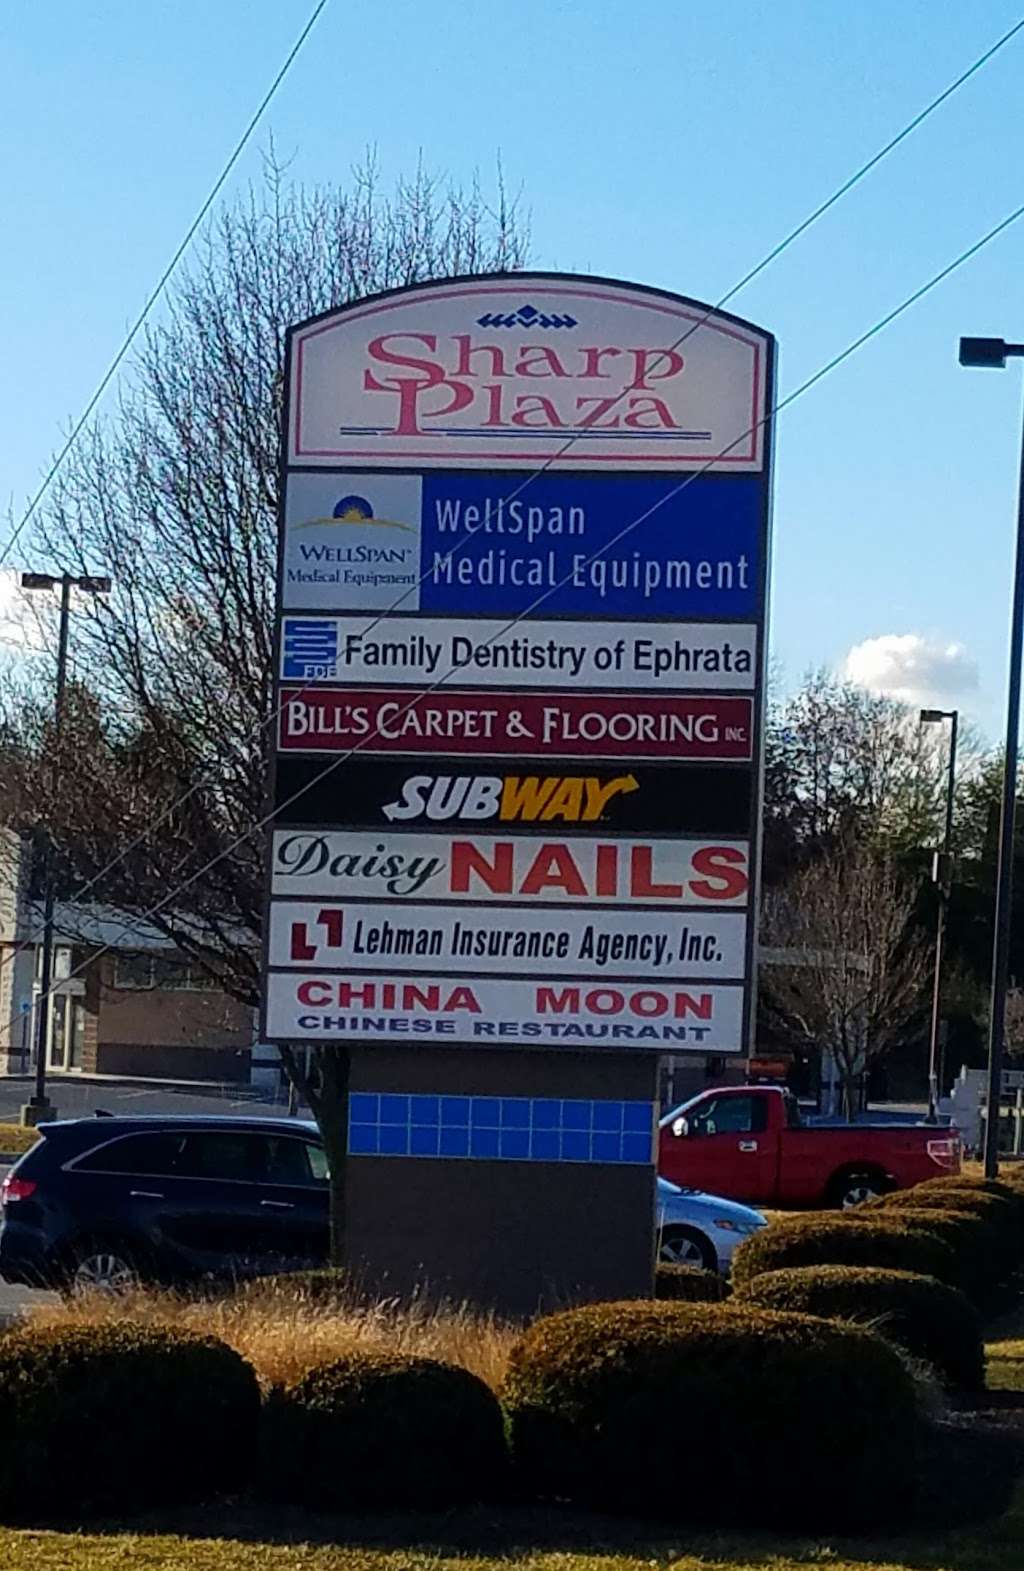 Sharp
Plaza
WELLSPAN
Medical Equipment
WellSpan
Medical Equipment
FDE
Family Dentistry of Ephrata
BILL'S CARPET & FLOORING INC.
SUBWAY
Daisy NAILS
Lehman Insurance Agency, Inc.
CHINA MOON
CHINESE RESTAURANT